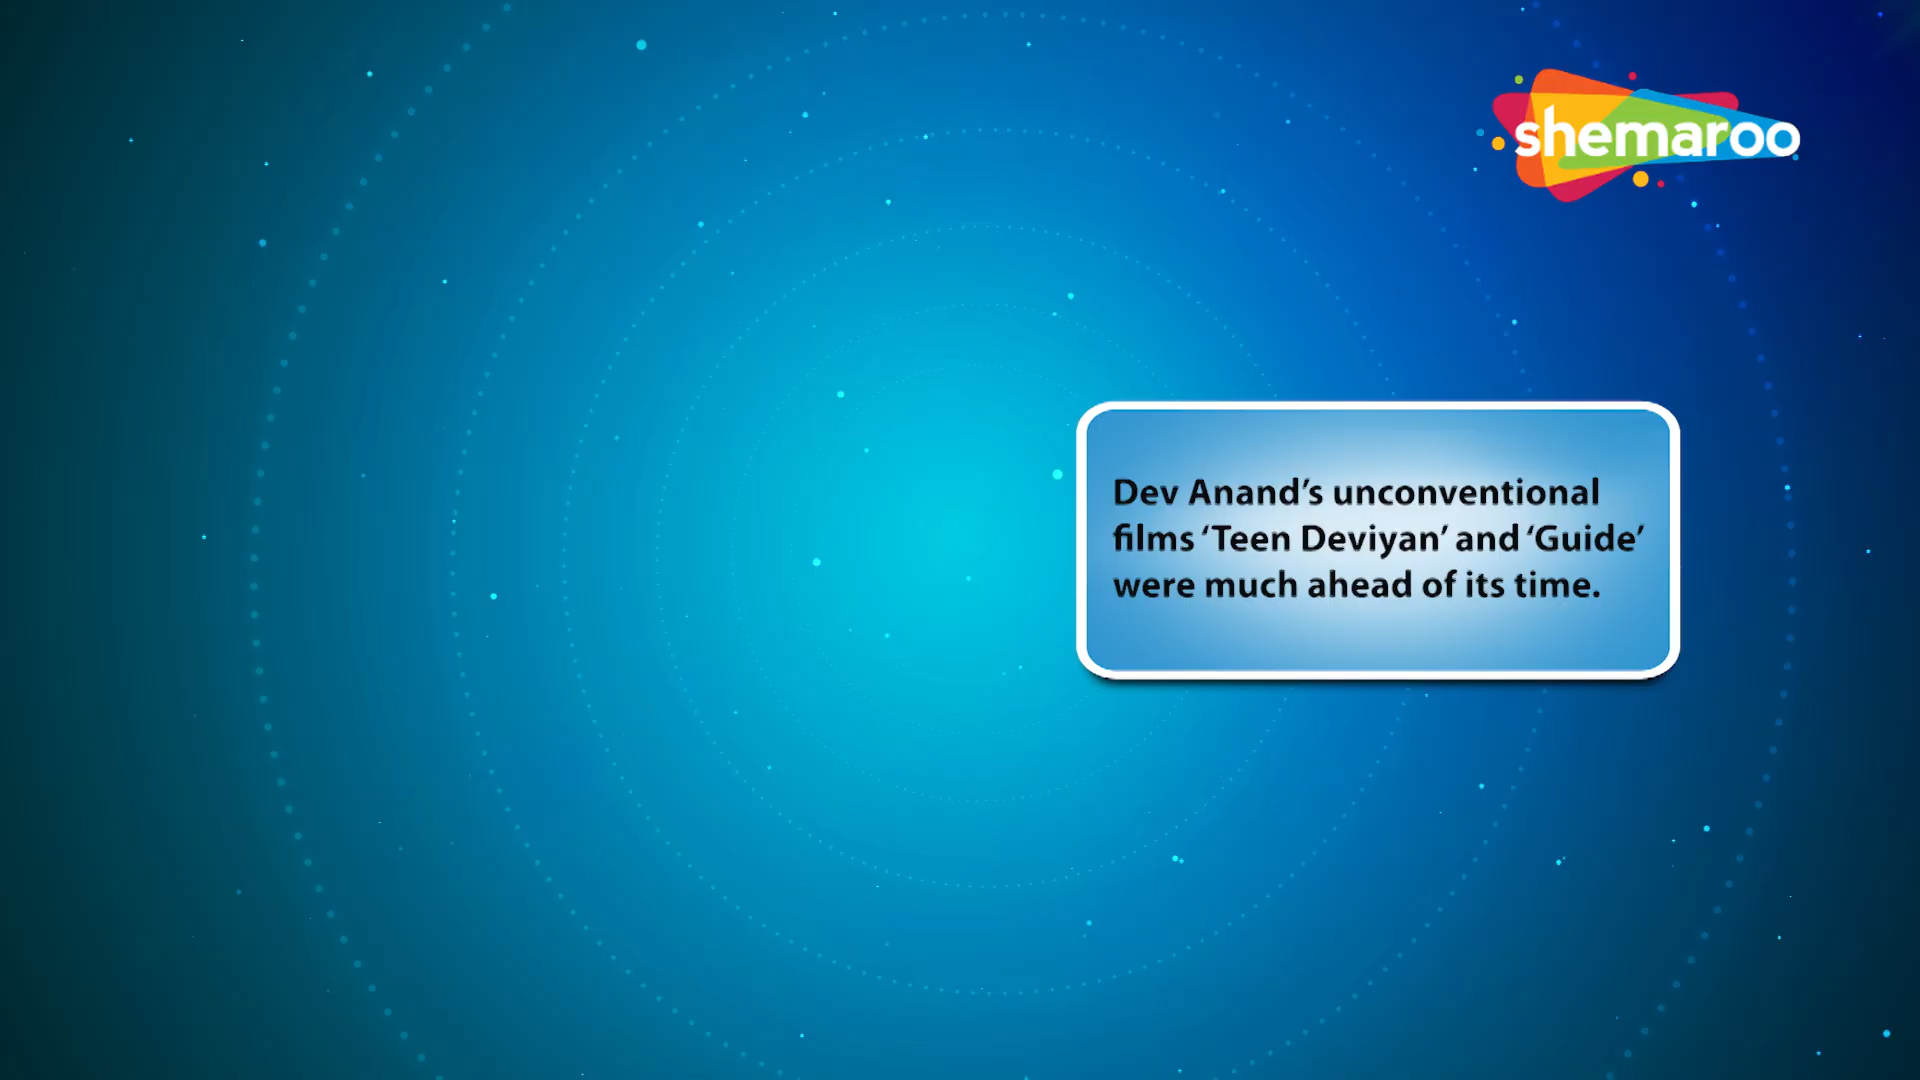 shemaroo
Dev Anand’s unconventional
films ‘Teen Deviyan’ and ‘Guide’
were much ahead of its time.